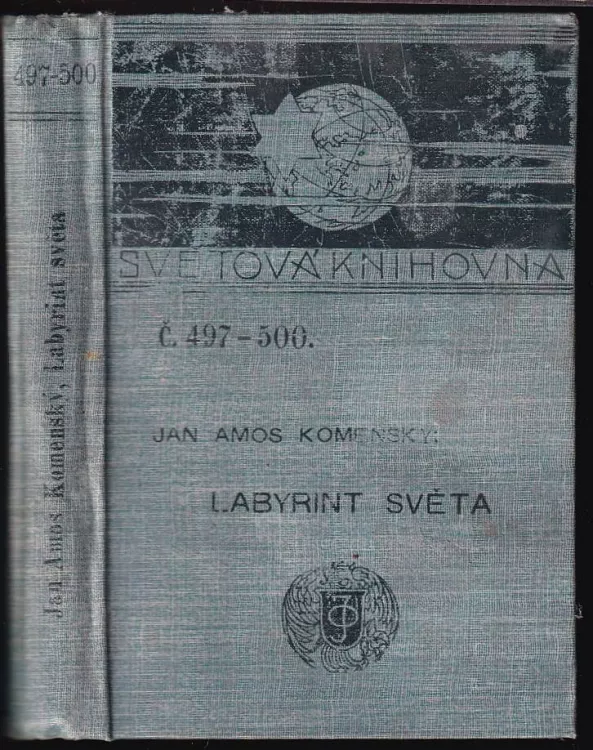 497-500
Jan Amos Komenský, Labyrint světa
SVĚTOVÁ KNIHOVNA
Č. 497-500.
JAN AMOS KOMENSKÝ:
LABYRINT SVĚTA